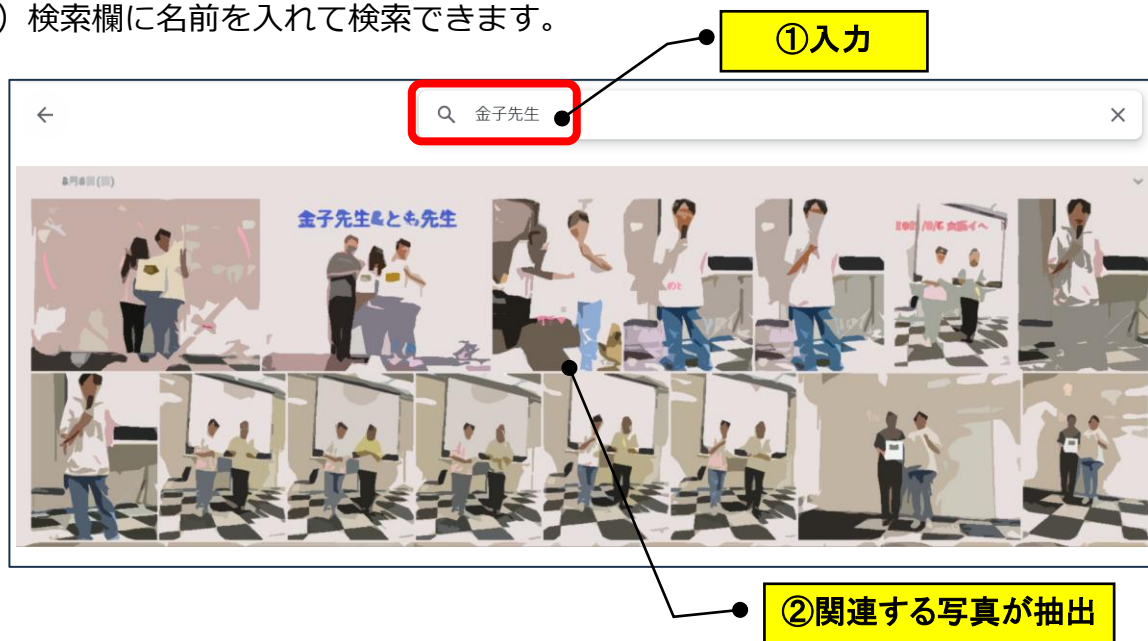 ）検索欄に名前を入れて検索できます。
①入力
金子先生
金子先生&とも先生
②関連する写真が抽出